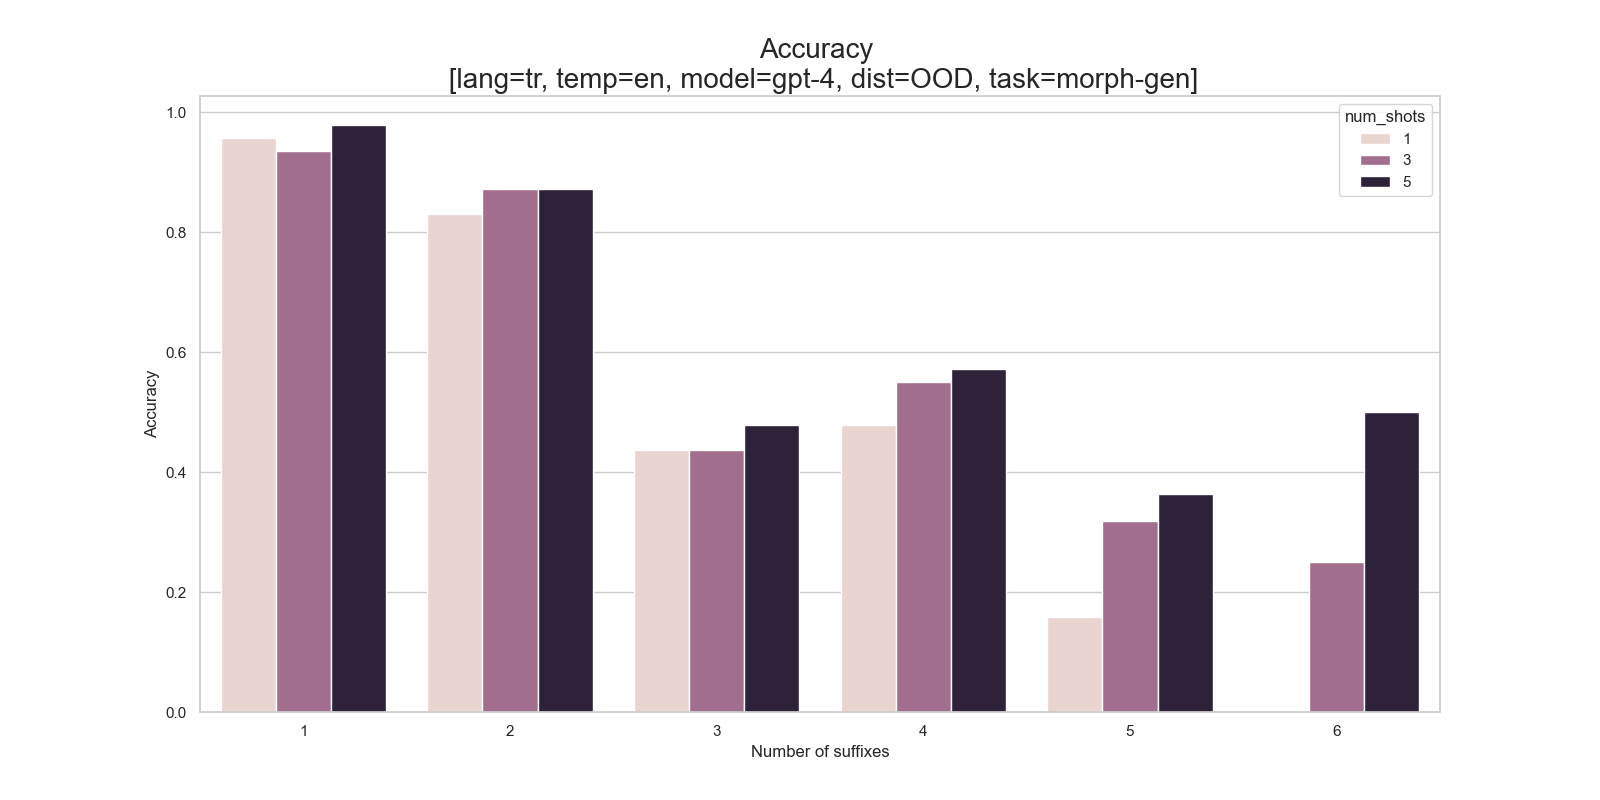 Accuracy
[lang=tr, temp=en, model=gpt-4, dist=OOD, task=morph-gen]
num_shots
1
3
5
1.0
0.8
0.6
0.4
0.2
0.0
Accuracy
1 2 3 4 5 6
Number of suffixes